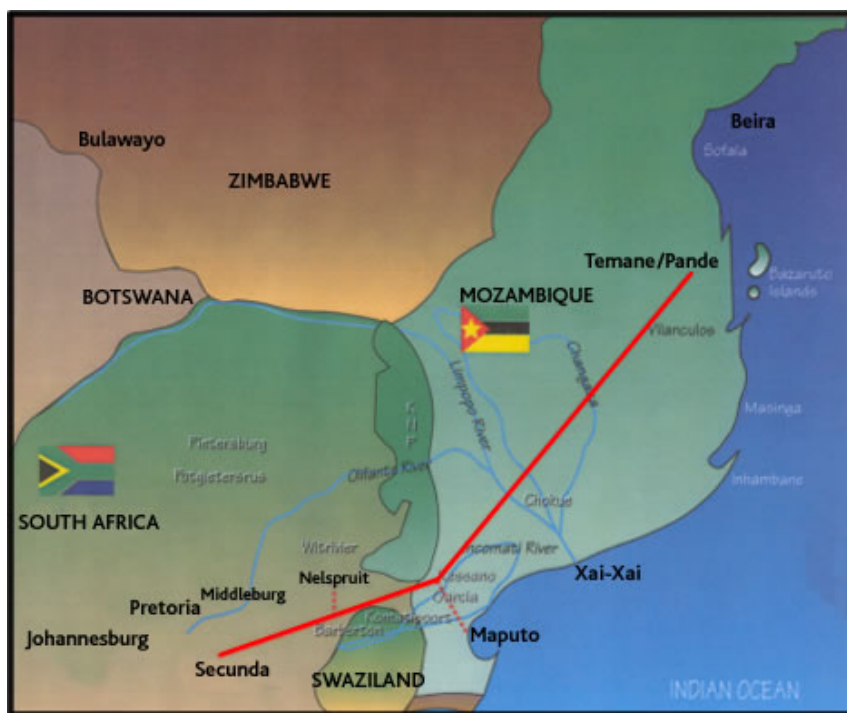 Beira
Sofala
Bulawayo
ZIMBABWE
Temane/Pande
Bazaruto
Islands
BOTSWANA
MOZAMBIQUE
Vilanculos
Changane
Limpopo River
KNP
Massinga
Pietersburg
Potgietersrus
Olifants River
Inhambane
Chokue
SOUTH AFRICA
Witrivier
Incomati River
Nelspruit
Ressano
Garcia
Xai-Xai
Middleburg
Pretoria
Komatipoort
Barberton
Johannesburg
Maputo
Secunda
SWAZILAND
INDIAN OCEAN